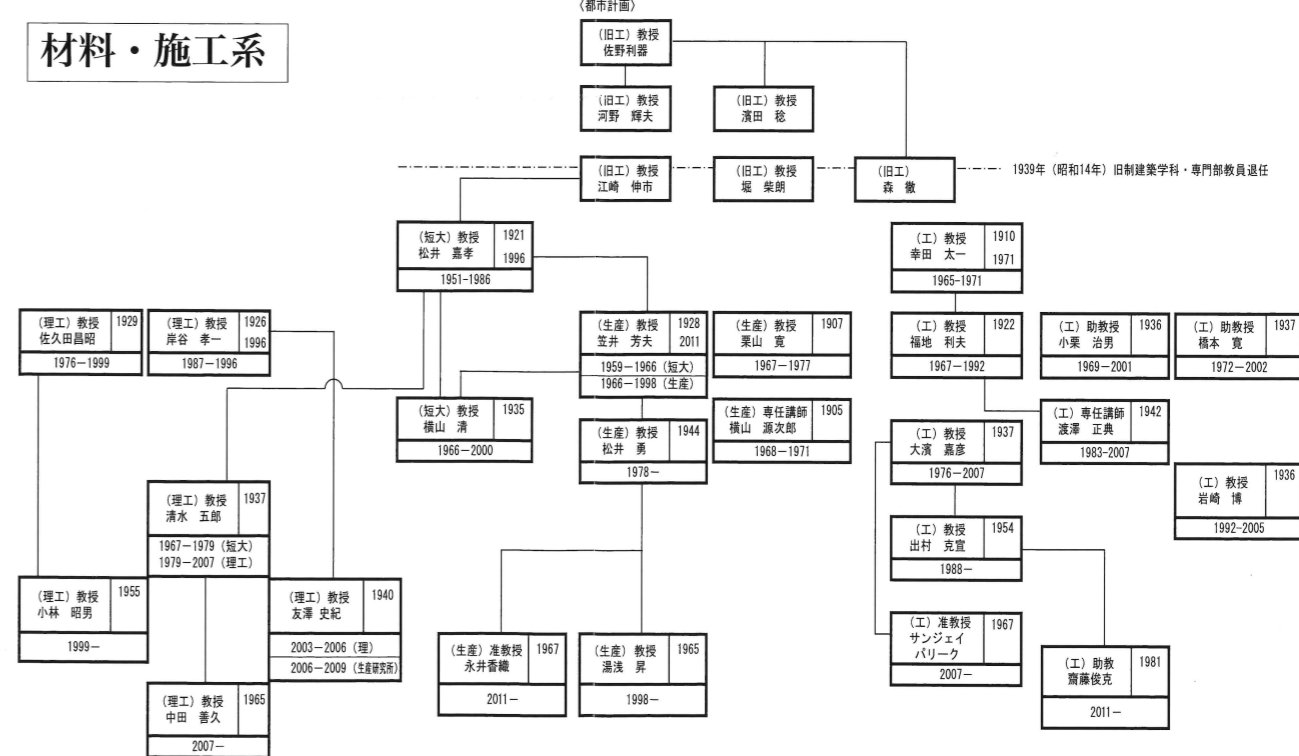 〈都市計画〉
材料・施工系
（旧工）教授
佐野利器
（旧工）教授
河野　輝夫
（旧工）教授
濱田　稔
（旧工）教授
江崎　伸市
（旧工）教授
堀　柴朗
（旧工）
森　徹
1939年（昭和14年）旧制建築学科・専門部教員退任
（短大）教授
松井　嘉孝
1921
1996
1951-1986
（工）教授
幸田　太一
1910
1971
1965-1971
（理工）教授
佐久田昌昭
1929
1976−1999
（理工）教授
岸谷　孝一
1926
1996
1987−1996
（生産）教授
笠井　芳夫
1928
2011
1959−1966（短大）
1966−1998（生産）
（生産）教授
栗山　寛
1907
1967−1977
（工）教授
福地　利夫
1922
1967−1992
（工）助教授
小栗　治男
1936
1969−2001
（工）助教授
橋本　寛
1937
1972−2002
（短大）教授
横山　清
1935
1966−2000
（生産）教授
松井　勇
1944
1978−
（生産）専任講師
横山　源次郎
1905
1968−1971
（工）教授
大濱　嘉彦
1937
1976−2007
（工）専任講師
渡澤　正典
1942
1983-2007
（工）教授
岩崎　博
1936
1992-2005
（理工）教授
清水　五郎
1937
1967−1979（短大）
1979−2007（理工）
（工）教授
出村　克宣
1954
1988−
（理工）教授
小林　昭男
1955
1999−
（理工）教授
友澤 史紀
1940
2003−2006（理）
2006−2009（生産研究所）
（生産）准教授
永井香織
1967
2011−
（生産）教授
湯浅　昇
1965
1998−
（工）准教授
サンジェイ
パリーク
1967
2007−
（工）助教
齋藤俊克
1981
2011−
（理工）教授
中田　善久
1965
2007−